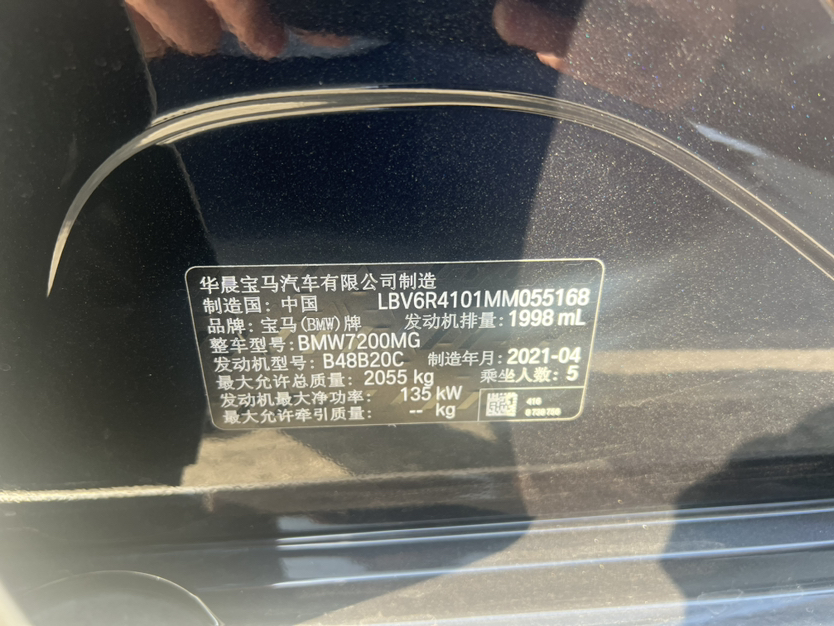 华晨宝马汽车有限公司制造
制造国：中国 LBV6R4101MM055168
品牌：宝马(BMW)牌 发动机排量：1998 mL
整车型号：BMW7200MG
发动机型号：B48B20C 制造年月：2021-04
最大允许总质量：2055 kg 乘坐人数：5
发动机最大净功率：135 kW
最大允许牵引质量：-- kg